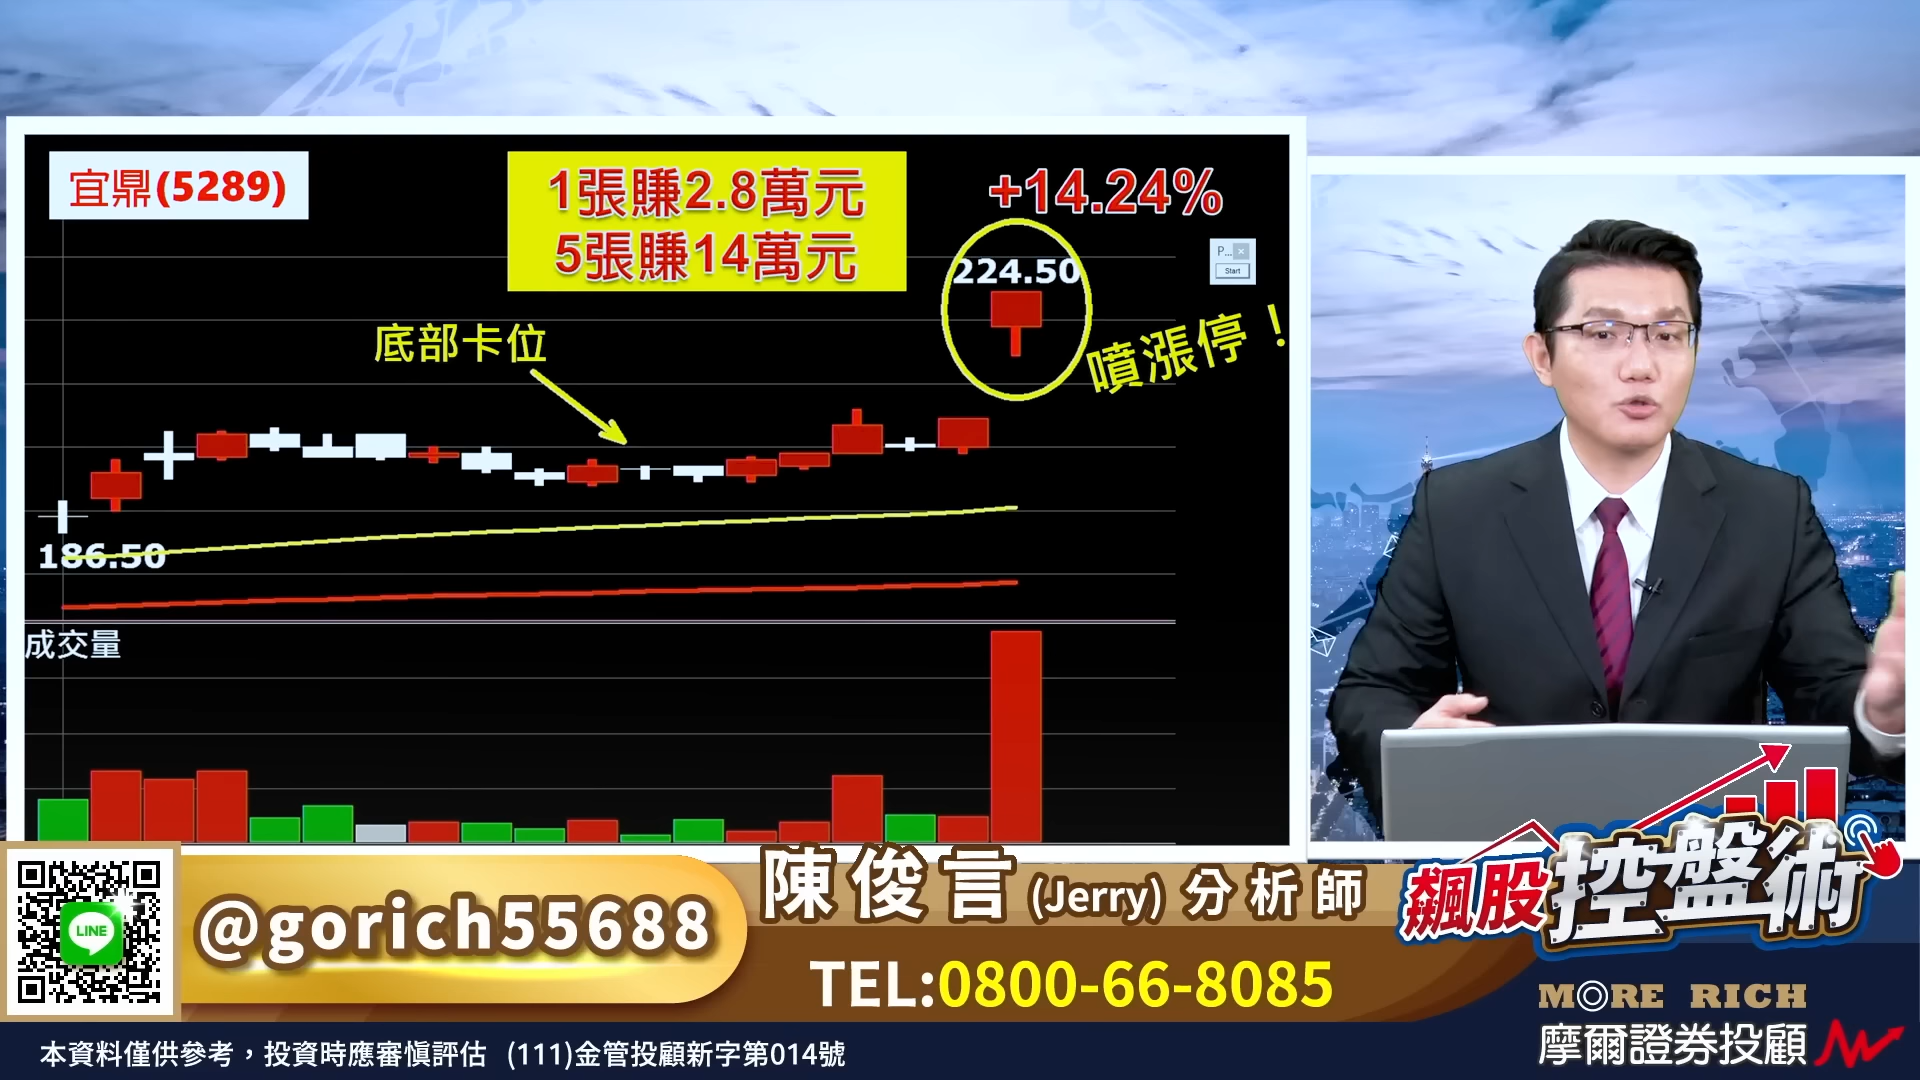 宜鼎(5289)
1張賺2.8萬元
5張賺14萬元
+14.24%
224.50
P... ×
Start
噴漲停！
底部卡位
186.50
成交量
LINE
@gorich55688
陳俊言(Jerry)分析師
TEL:0800-66-8085
飆股控盤術
MORE RICH
摩爾證券投顧
本資料僅供參考，投資時應審慎評估 (111)金管投顧新字第014號